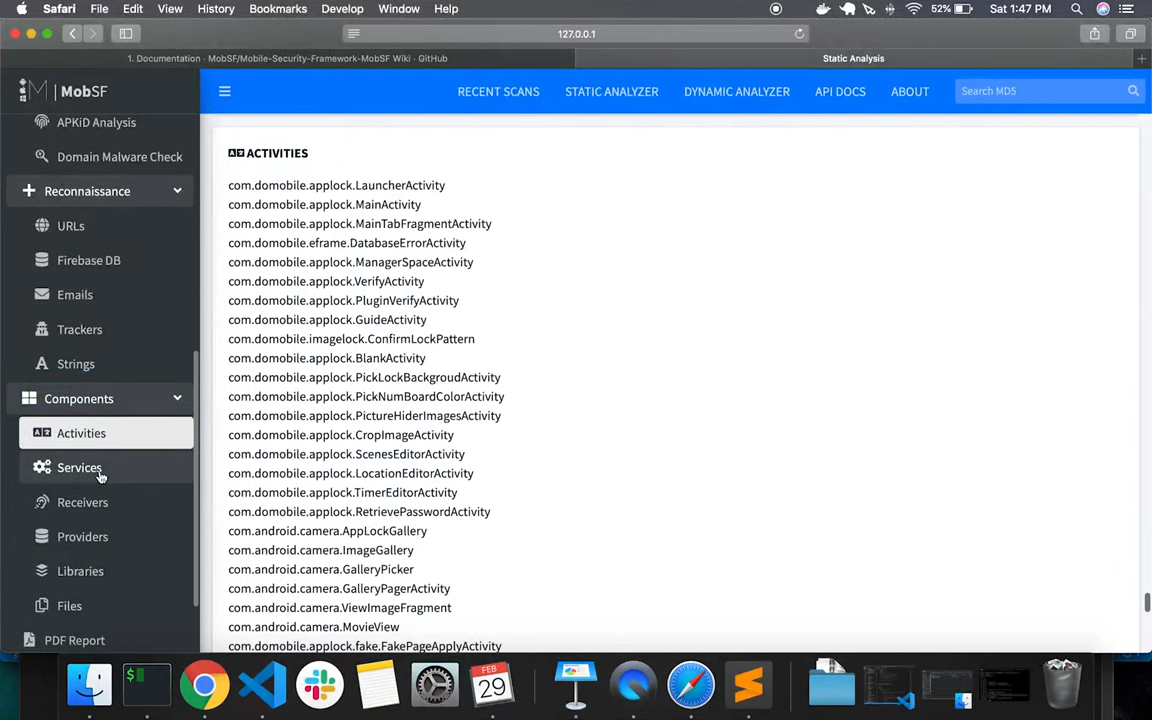 Safari File Edit View History Bookmarks Develop Window Help 52% Sat 1:47 PM
127.0.0.1
1. Documentation · MobSF/Mobile-Security-Framework-MobSF Wiki · GitHub
Static Analysis
MobSF
RECENT SCANS STATIC ANALYZER DYNAMIC ANALYZER API DOCS ABOUT Search MD5
APKiD Analysis
Domain Malware Check
Reconnaissance
URLs
Firebase DB
Emails
Trackers
Strings
Components
Activities
Services
Receivers
Providers
Libraries
Files
PDF Report
ACTIVITIES
com.domobile.applock.LauncherActivity
com.domobile.applock.MainActivity
com.domobile.applock.MainTabFragmentActivity
com.domobile.eframe.DatabaseErrorActivity
com.domobile.applock.ManagerSpaceActivity
com.domobile.applock.VerifyActivity
com.domobile.applock.PluginVerifyActivity
com.domobile.applock.GuideActivity
com.domobile.imagelock.ConfirmLockPattern
com.domobile.applock.BlankActivity
com.domobile.applock.PickLockBackgroudActivity
com.domobile.applock.PickNumBoardColorActivity
com.domobile.applock.PictureHiderImagesActivity
com.domobile.applock.CropImageActivity
com.domobile.applock.ScenesEditorActivity
com.domobile.applock.LocationEditorActivity
com.domobile.applock.TimerEditorActivity
com.domobile.applock.RetrievePasswordActivity
com.android.camera.AppLockGallery
com.android.camera.ImageGallery
com.android.camera.GalleryPicker
com.android.camera.GalleryPagerActivity
com.android.camera.ViewImageFragment
com.android.camera.MovieView
com.domobile.applock.fake.FakePageApplyActivity
FEB
29